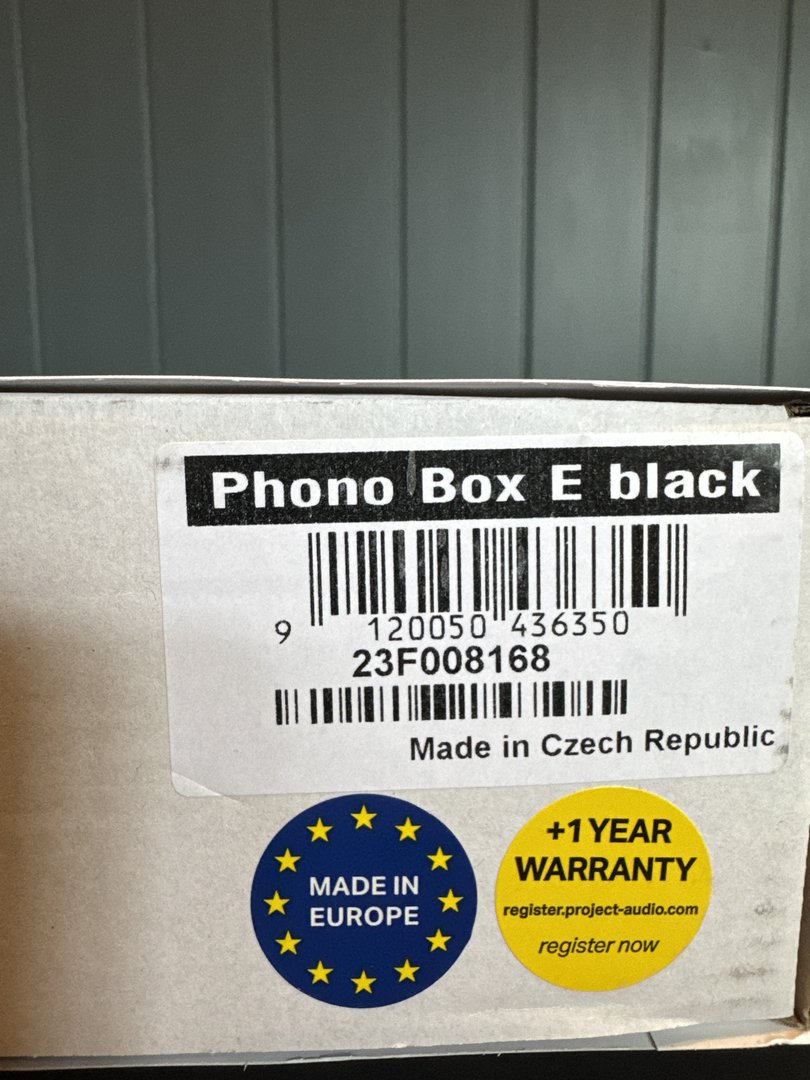 Phono Box E black
9 120050 436350
23F008168
Made in Czech Republic
MADE IN
EUROPE
+1 YEAR
WARRANTY
register.project-audio.com
register now